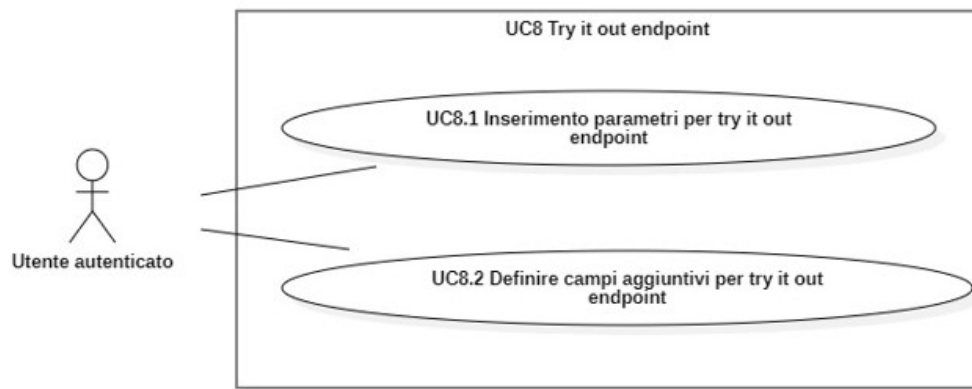 UC8 Try it out endpoint
UC8.1 Inserimento parametri per try it out
endpoint
Utente autenticato
UC8.2 Definire campi aggiuntivi per try it out
endpoint